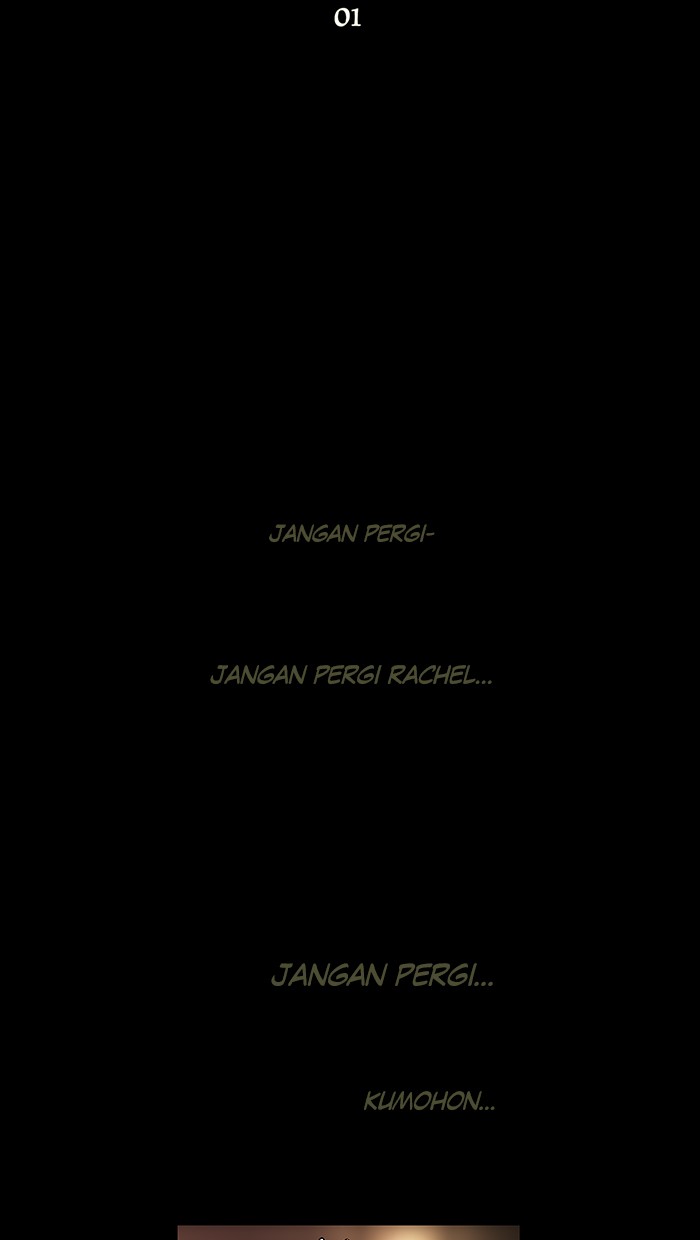 01
JANGAN PERGI-
JANGAN PERGI RACHEL...
JANGAN PERGI...
KUMOHON...